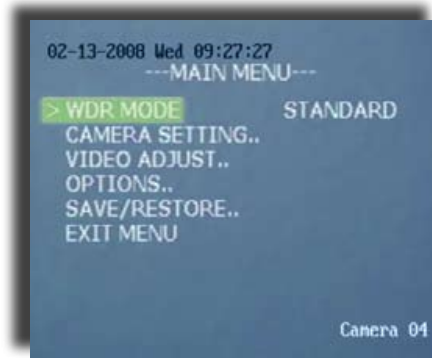 02-13-2008 Wed 09:27:27
---MAIN MENU---
> WDR MODE STANDARD
CAMERA SETTING..
VIDEO ADJUST..
OPTIONS..
SAVE/RESTORE..
EXIT MENU
Camera 04